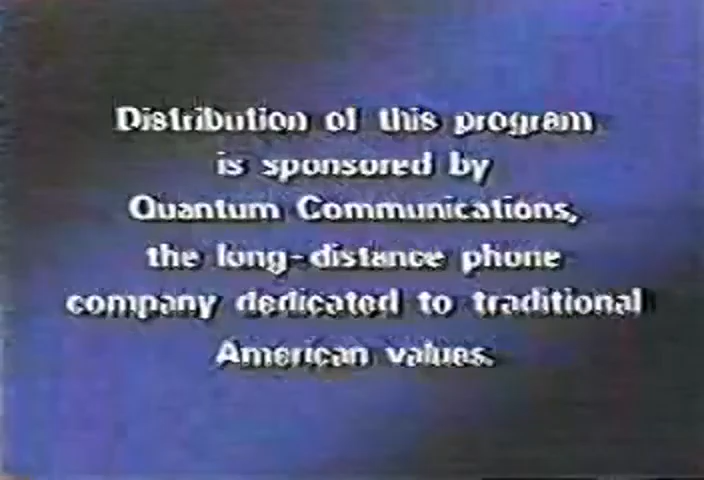 Distribution of this program
is sponsored by
Quantum Communications,
the long-distance phone
company dedicated to traditional
American values.